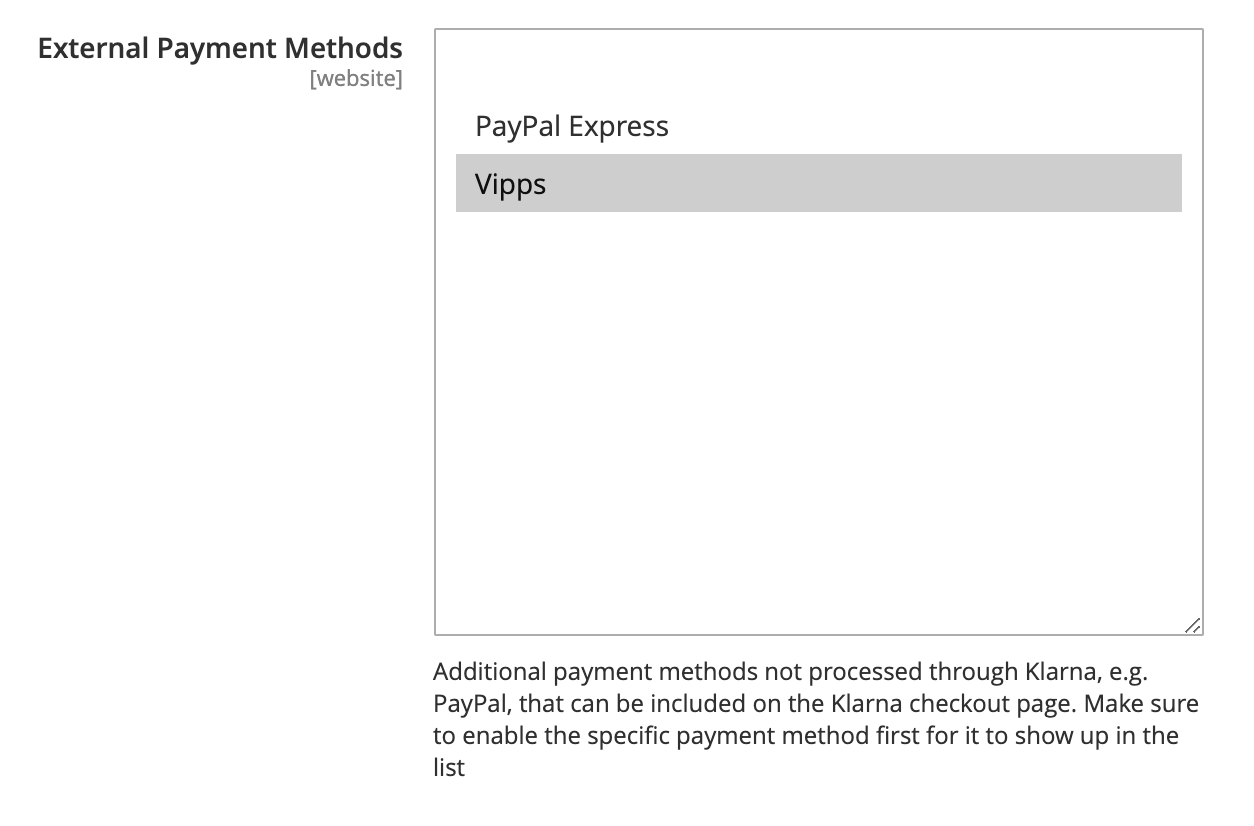 External Payment Methods
[website]
PayPal Express
Vipps
Additional payment methods not processed through Klarna, e.g.
PayPal, that can be included on the Klarna checkout page. Make sure
to enable the specific payment method first for it to show up in the
list